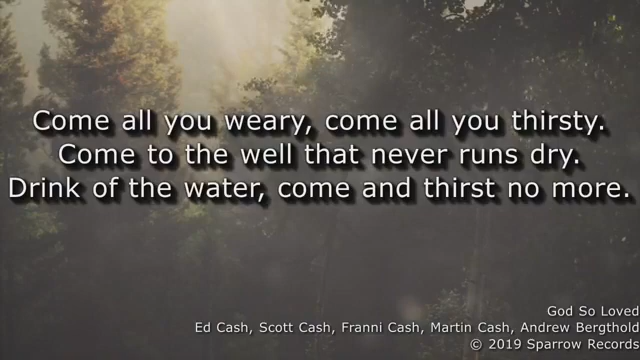 Come all you weary, come all you thirsty.
Come to the well that never runs dry.
Drink of the water, come and thirst no more.
God So Loved
Ed Cash, Scott Cash, Franni Cash, Martin Cash, Andrew Bergthold
© 2019 Sparrow Records